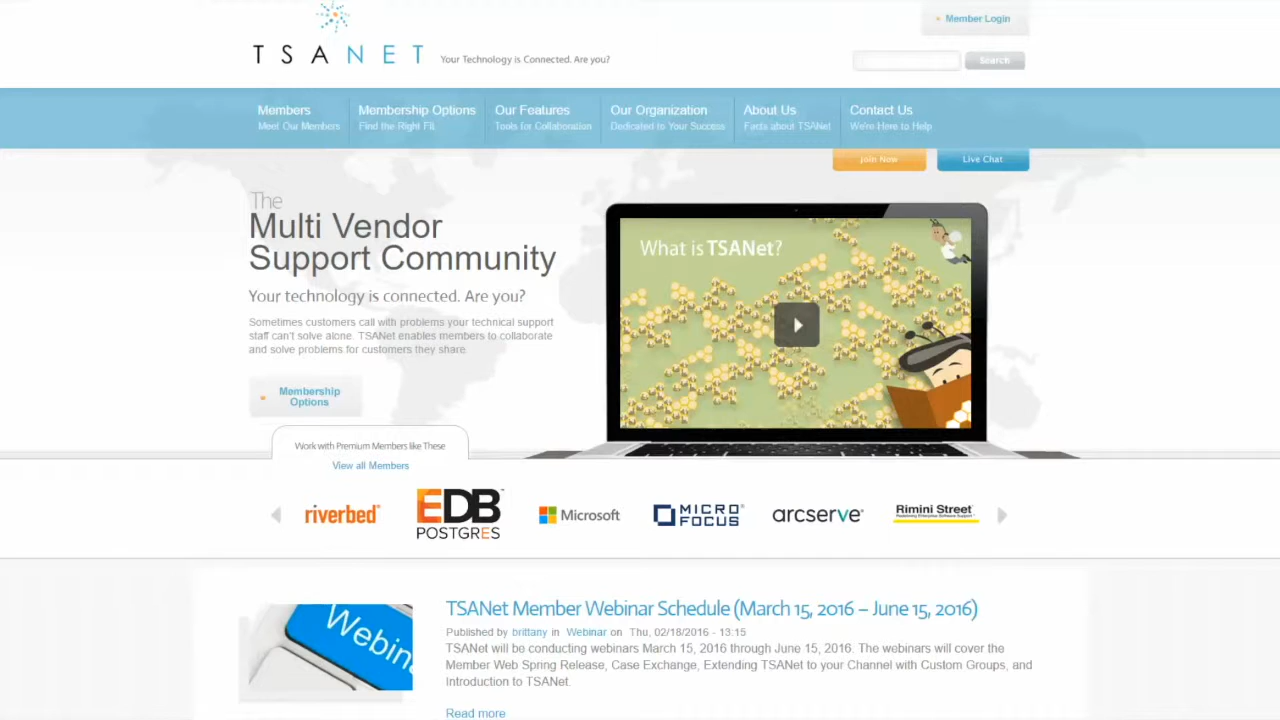 Member Login
TSANET
Your Technology is Connected. Are you?
Search
Members
Meet Our Members
Membership Options
Find the Right Fit.
Our Features
Tools for Collaboration
Our Organization
Dedicated to Your Success
About Us
Facts about TSANet
Contact Us
We're Here to Help
Join Now
Live Chat
The
Multi Vendor
Support Community
Your technology is connected. Are you?
Sometimes customers call with problems your technical support
staff can't solve alone. TSANet enables members to collaborate
and solve problems for customers they share.
Membership
Options
What is TSANet?
Work with Premium Members like These
View all Members
riverbed
EDB
POSTGRES
Microsoft
MICRO
FOCUS
arcserve
Rimini Street
Webin
TSANet Member Webinar Schedule (March 15, 2016 – June 15, 2016)
Published by brittany in Webinar on Thu, 02/18/2016 - 13:15
TSANet will be conducting webinars March 15, 2016 through June 15, 2016. The webinars will cover the
Member Web Spring Release, Case Exchange, Extending TSANet to your Channel with Custom Groups, and
Introduction to TSANet.
Read more